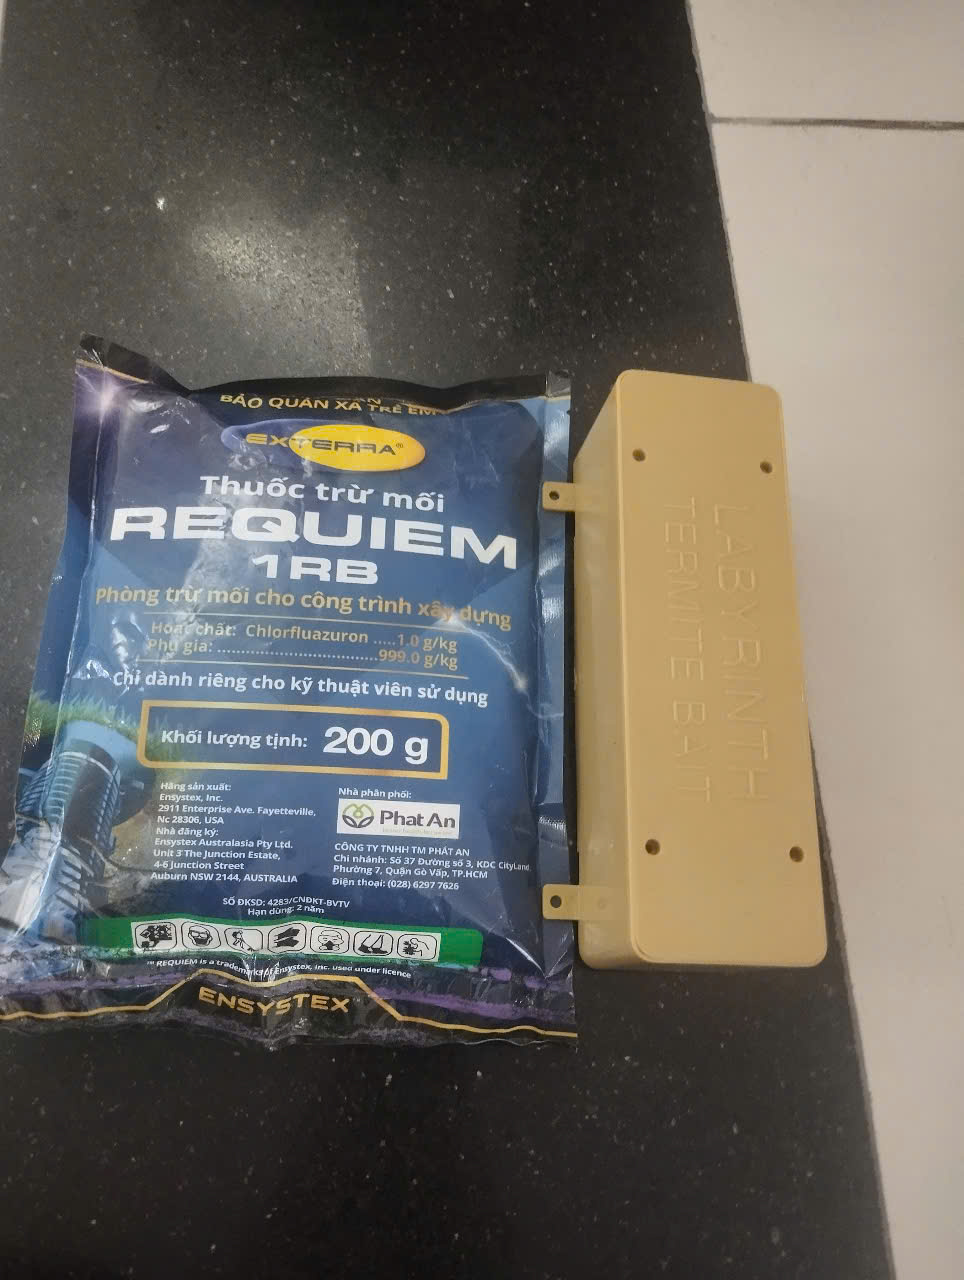 BẢO QUẢN XA TRẺ EM
EXTERRA®
Thuốc trừ mối
REQUIEM
1RB
Phòng trừ mối cho công trình xây dựng
Hoạt chất: Chlorfluazuron .....1.0 g/kg
Phụ gia: ................................999.0 g/kg
Chỉ dành riêng cho kỹ thuật viên sử dụng
Khối lượng tịnh: 200 g
Hãng sản xuất:
Ensystex, Inc.
2911 Enterprise Ave. Fayetteville,
Nc 28306, USA
Nhà đăng ký:
Ensystex Australasia Pty Ltd.
Unit 3 The Junction Estate,
4-6 Junction Street
Auburn NSW 2144, AUSTRALIA
Nhà phân phối:
Phat An
CÔNG TY TNHH TM PHÁT AN
Chi nhánh: Số 37 Đường số 3, KDC CityLand
Phường 7, Quận Gò Vấp, TP.HCM
Điện thoại: (028) 6297 7626
SỐ ĐKSD: 4283/CNĐKT-BVTV
Hạn dùng: 2 năm
™ REQUIEM is a trademark of Ensystex, Inc. used under licence
ENSYSTEX
LABYRINTH
TERMITE BAIT